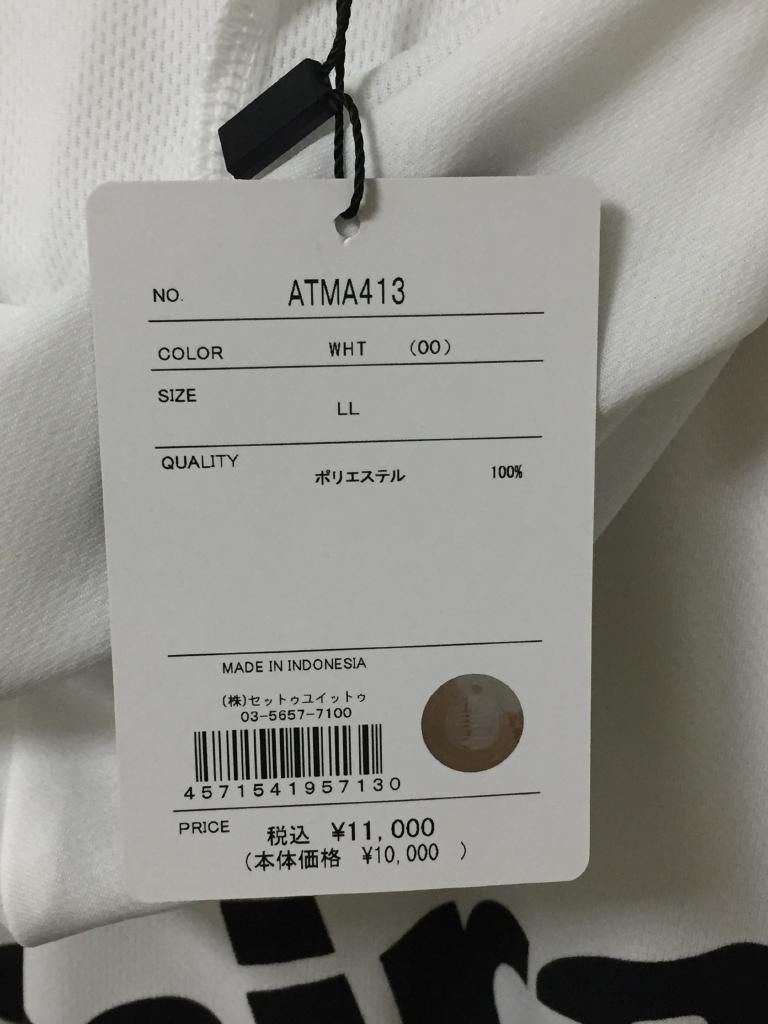 NO. ATMA413
COLOR WHT (00)
SIZE LL
QUALITY ポリエステル 100%
MADE IN INDONESIA
(株)セットゥユイットゥ
03-5657-7100
4571541957130
PRICE 税込 ¥11,000
(本体価格 ¥10,000 )